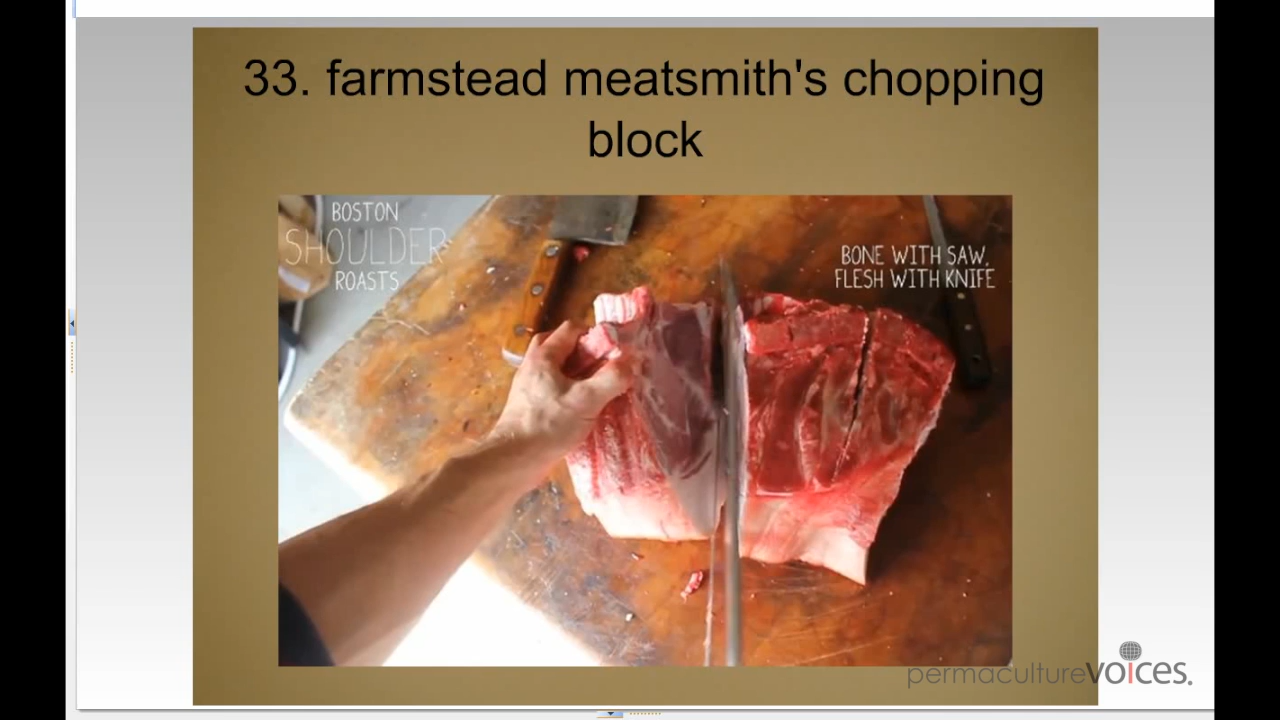 33. farmstead meatsmith's chopping
block
BOSTON
SHOULDER
ROASTS
BONE WITH SAW,
FLESH WITH KNIFE
permacultureVOICES.